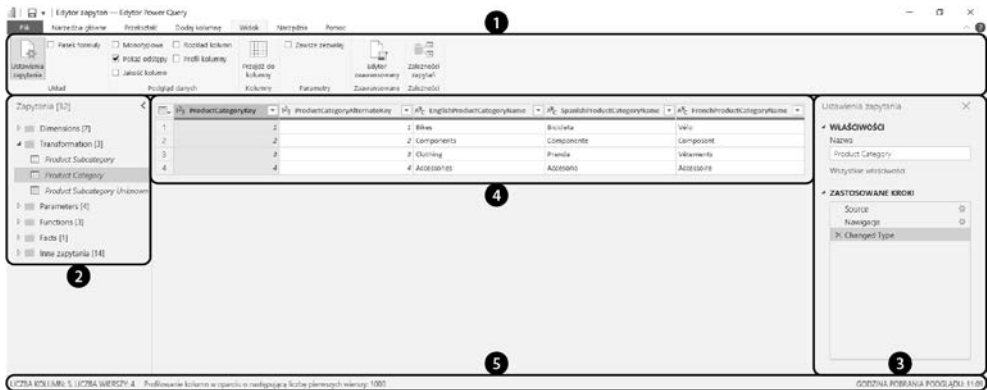 Edytor zapytań — Edytor Power Query
Plik Narzędzia główne Przekształć Dodaj kolumnę Widok Narzędzia Pomoc
1
Ustawienia zapytania
Pasek formuły
Układ
Monotypowe Rozkład kolumn
Pokaż odstępy Profil kolumny
Jakość kolumn
Podgląd danych
Przejdź do kolumny
Kolumny
Zawsze zezwalaj
Parametry
Edytor zaawansowany
Zaawansowane
Zależności zapytań
Zależności
Zapytania [32]
Dimensions [7]
Transformation [3]
Product Subcategory
Product Category
Product Subcategory Unknown
Parameters [4]
Functions [3]
Facts [1]
Inne zapytania [14]
2
ProductCategoryKey ProductCategoryAlternateKey EnglishProductCategoryName SpanishProductCategoryName FrenchProductCategoryName
1 1 1 Bikes Bicicleta Vélo
2 2 2 Components Componente Composant
3 3 3 Clothing Prenda Vêtements
4 4 4 Accessories Accesorio Accessoire
4
Ustawienia zapytania
WŁAŚCIWOŚCI
Nazwa
Product Category
Wszystkie właściwości
ZASTOSOWANE KROKI
Source
Nawigacja
Changed Type
3
5
LICZBA KOLUMN: 5, LICZBA WIERSZY: 4 Profilowanie kolumn w oparciu o następującą liczbę pierwszych wierszy: 1000 GODZINA POBRANIA PODGLĄDU: 11:09